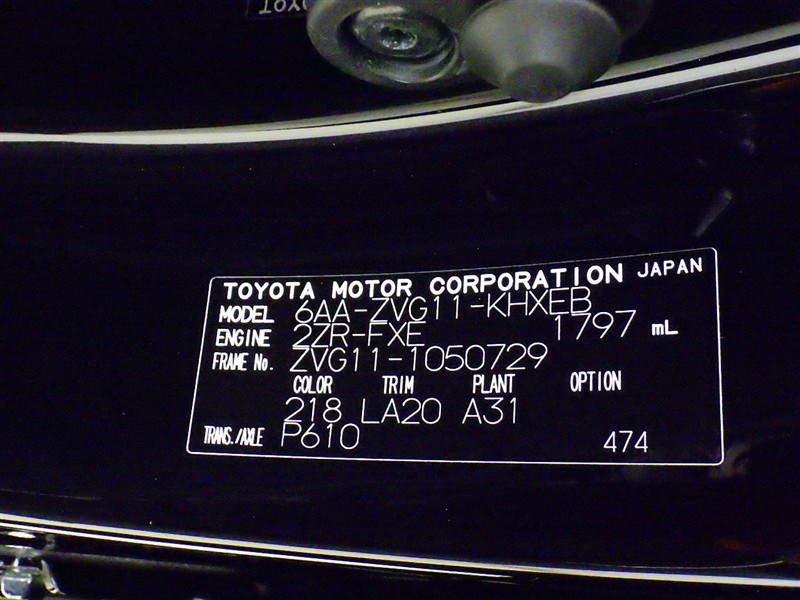 TOYOT
TOYOTA MOTOR CORPORATION JAPAN
MODEL 6AA-ZVG11-KHXEB
ENGINE 2ZR-FXE 1797 mL
FRAME No. ZVG11-1050729
COLOR TRIM PLANT OPTION
218 LA20 A31
TRANS./AXLE P610 474